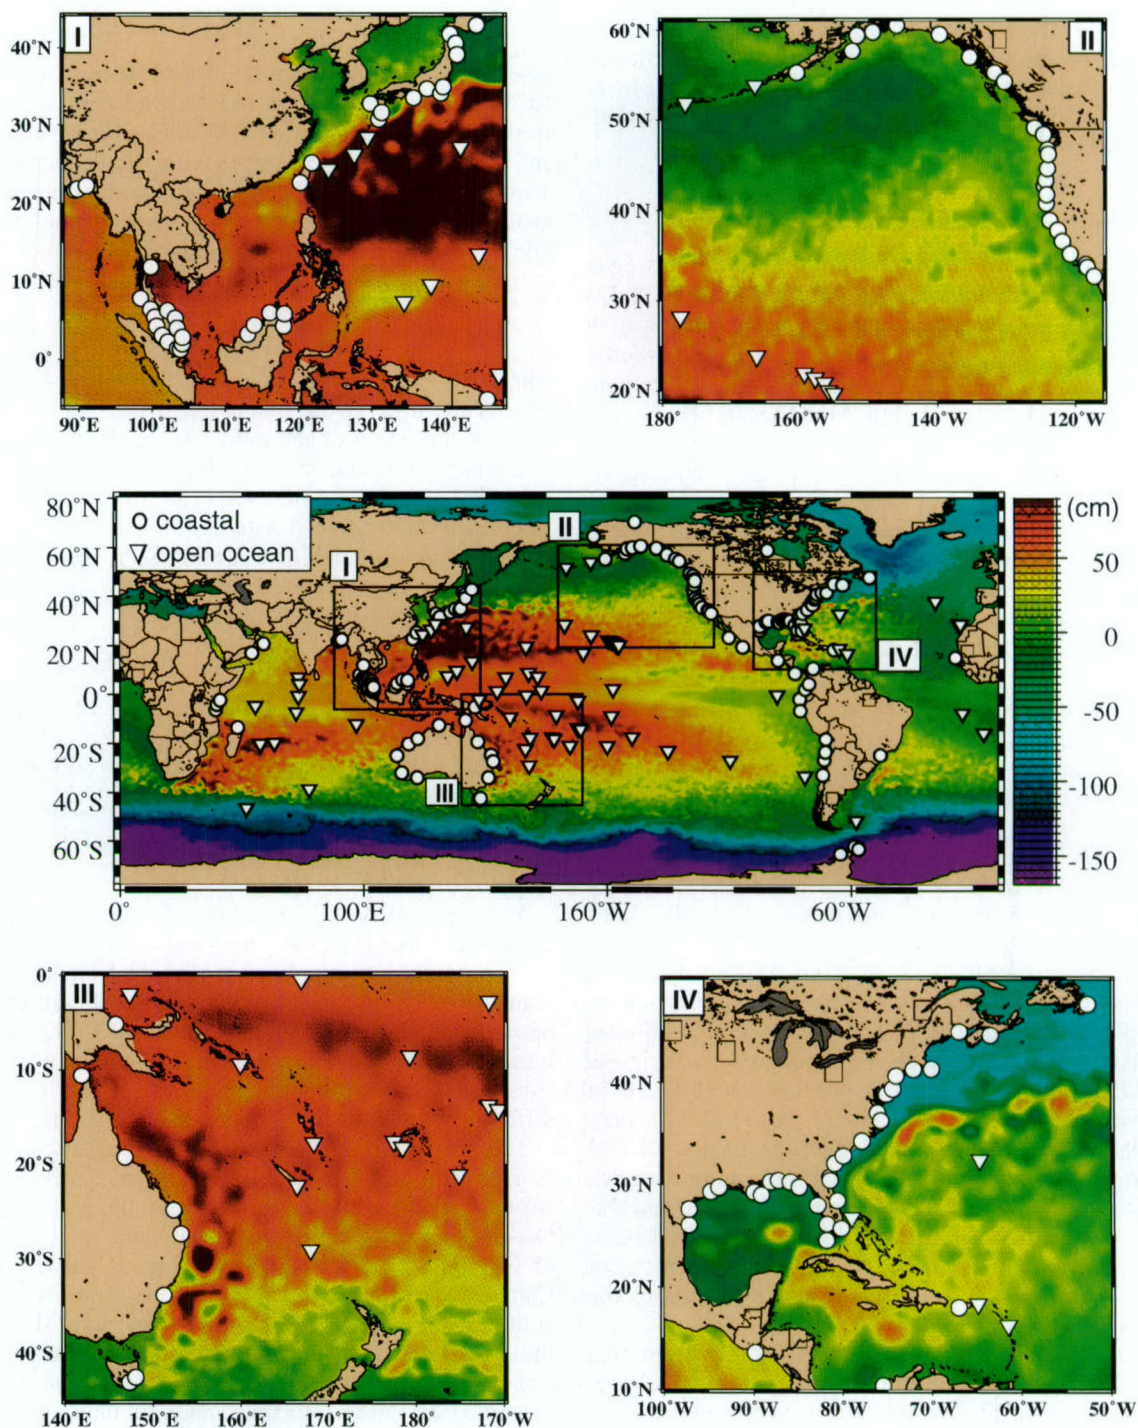 I
40°N
30°N
20°N
10°N
0°
90°E 100°E 110°E 120°E 130°E 140°E
II
60°N
50°N
40°N
30°N
20°N
180°W 160°W 140°W 120°W
coastal
open ocean
80°N
60°N
40°N
20°N
0°
20°S
40°S
60°S
0° 100°E 160°W 60°W
I
II
III
IV
(cm)
50
0
-50
-100
-150
III
0°
10°S
20°S
30°S
40°S
140°E 150°E 160°E 170°E 180°W 170°W
IV
40°N
30°N
20°N
10°N
100°W 90°W 80°W 70°W 60°W 50°W